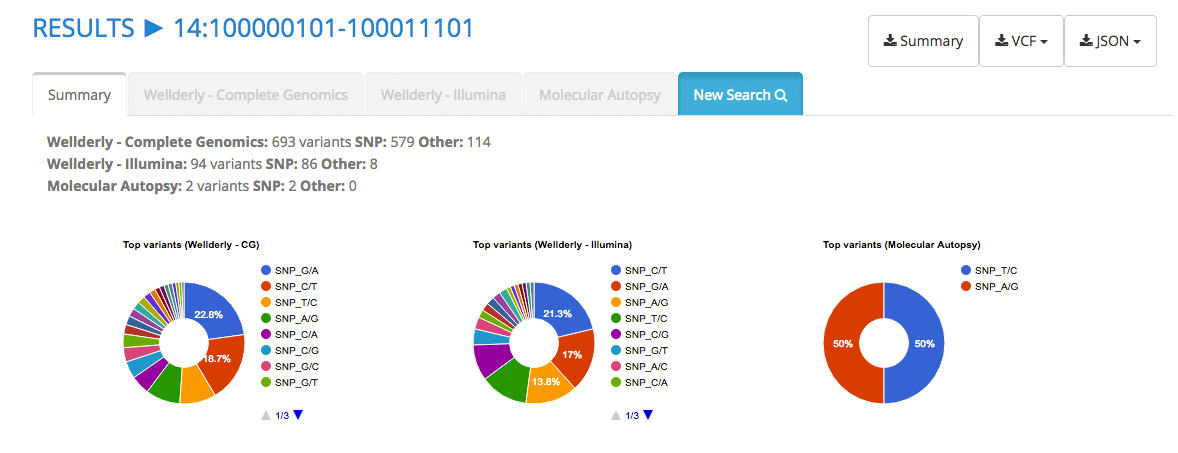 RESULTS ▶ 14:100000101-100011101
Summary VCF JSON
Summary Wellderly - Complete Genomics Wellderly - Illumina Molecular Autopsy New Search
Wellderly - Complete Genomics: 693 variants SNP: 579 Other: 114
Wellderly - Illumina: 94 variants SNP: 86 Other: 8
Molecular Autopsy: 2 variants SNP: 2 Other: 0
Top variants (Wellderly - CG)
22.8%
18.7%
SNP_G/A
SNP_C/T
SNP_T/C
SNP_A/G
SNP_C/A
SNP_C/G
SNP_G/C
SNP_G/T
1/3
Top variants (Wellderly - Illumina)
21.3%
17%
13.8%
SNP_C/T
SNP_G/A
SNP_A/G
SNP_T/C
SNP_C/G
SNP_G/T
SNP_A/C
SNP_C/A
1/3
Top variants (Molecular Autopsy)
50%
50%
SNP_T/C
SNP_A/G